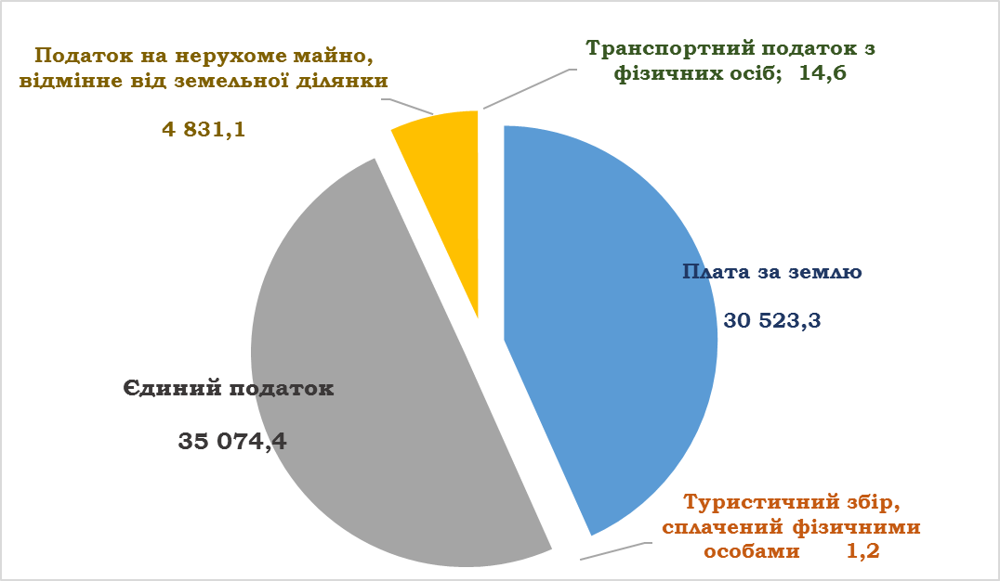 Податок на нерухоме майно,
відмінне від земельної ділянки
4 831,1
Транспортний податок з
фізичних осіб; 14,6
Плата за землю
30 523,3
Єдиний податок
35 074,4
Туристичний збір,
сплачений фізичними
особами 1,2